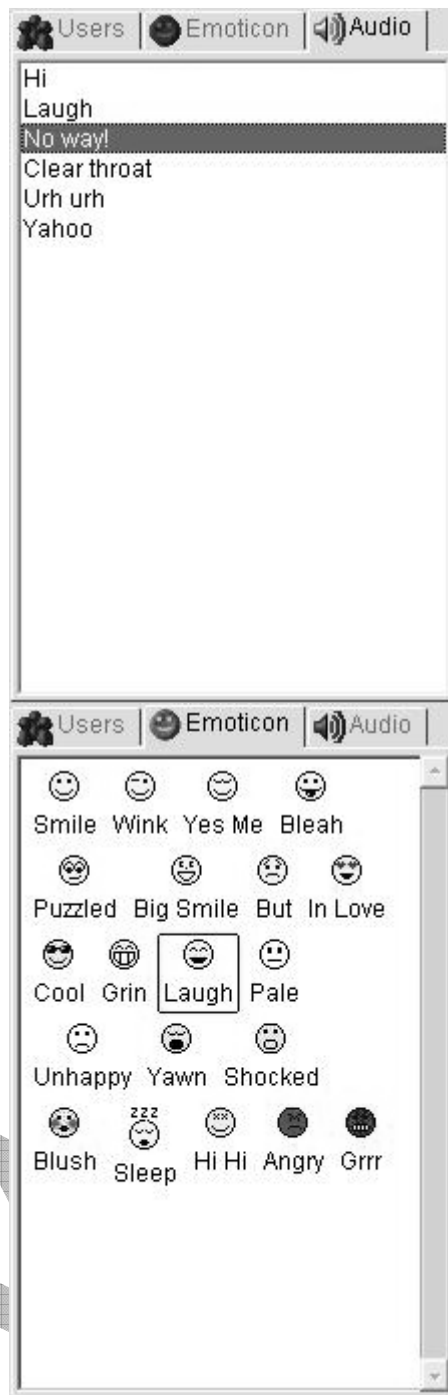 Users Emoticon Audio
Hi
Laugh
No way!
Clear throat
Urh urh
Yahoo
Users Emoticon Audio
Smile Wink Yes Me Bleah
Puzzled Big Smile But In Love
Cool Grin Laugh Pale
Unhappy Yawn Shocked
zzz
Blush Sleep Hi Hi Angry Grrr